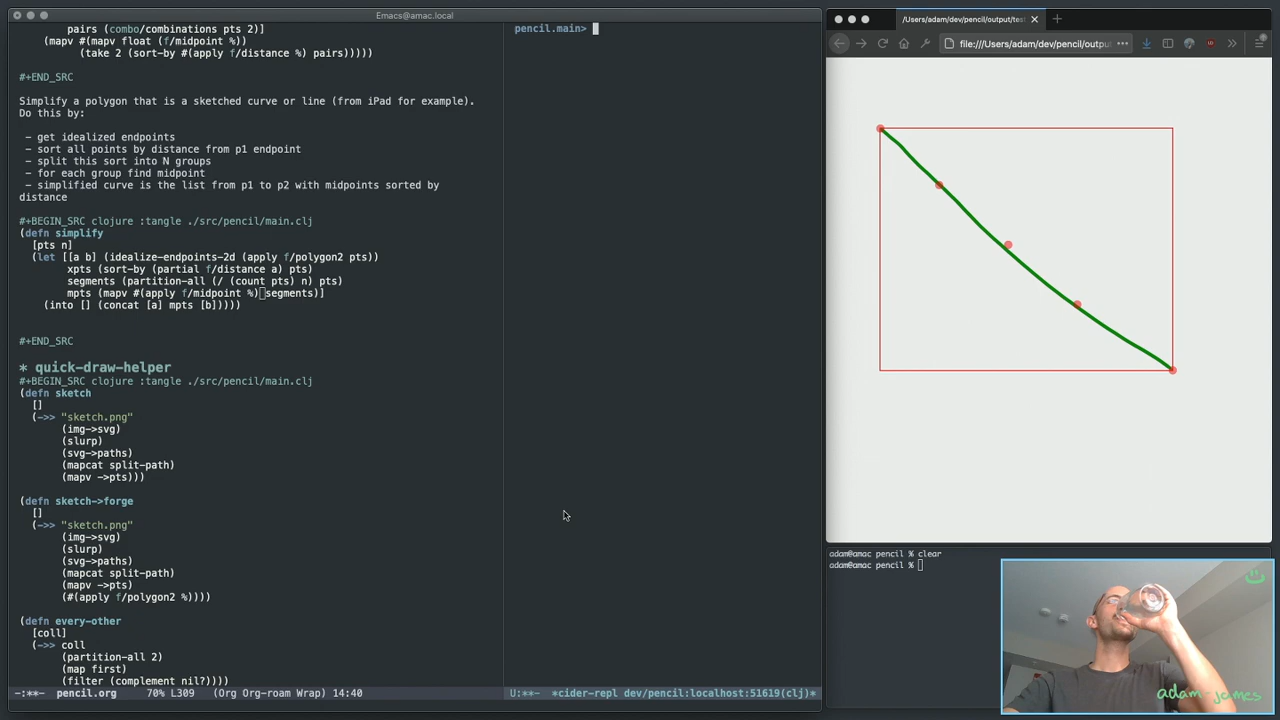 Emacs@amac.local
pairs (combo/combinations pts 2)]
(mapv #(mapv float (f/midpoint %))
(take 2 (sort-by #(apply f/distance %) pairs)))))
#+END_SRC
Simplify a polygon that is a sketched curve or line (from iPad for example).
Do this by:
- get idealized endpoints
- sort all points by distance from p1 endpoint
- split this sort into N groups
- for each group find midpoint
- simplified curve is the list from p1 to p2 with midpoints sorted by
distance
#+BEGIN_SRC clojure :tangle ./src/pencil/main.clj
(defn simplify
[pts n]
(let [[a b] (idealize-endpoints-2d (apply f/polygon2 pts))
xpts (sort-by (partial f/distance a) pts)
segments (partition-all (/ (count pts) n) pts)
mpts (mapv #(apply f/midpoint %) segments)]
(into [] (concat [a] mpts [b]))))
#+END_SRC
* quick-draw-helper
#+BEGIN_SRC clojure :tangle ./src/pencil/main.clj
(defn sketch
[]
(->> "sketch.png"
(img->svg)
(slurp)
(svg->paths)
(mapcat split-path)
(mapv ->pts)))
(defn sketch->forge
[]
(->> "sketch.png"
(img->svg)
(slurp)
(svg->paths)
(mapcat split-path)
(mapv ->pts)
(#(apply f/polygon2 %))))
(defn every-other
[coll]
(->> coll
(partition-all 2)
(map first)
(filter (complement nil?))))
-:**- pencil.org 70% L309 (Org Org-roam Wrap) 14:40
pencil.main>
U:**- *cider-repl dev/pencil:localhost:51619(clj)*
/Users/adam/dev/pencil/output/tes
file:///Users/adam/dev/pencil/outpu
adam@amac pencil % clear
adam@amac pencil %
adam-james